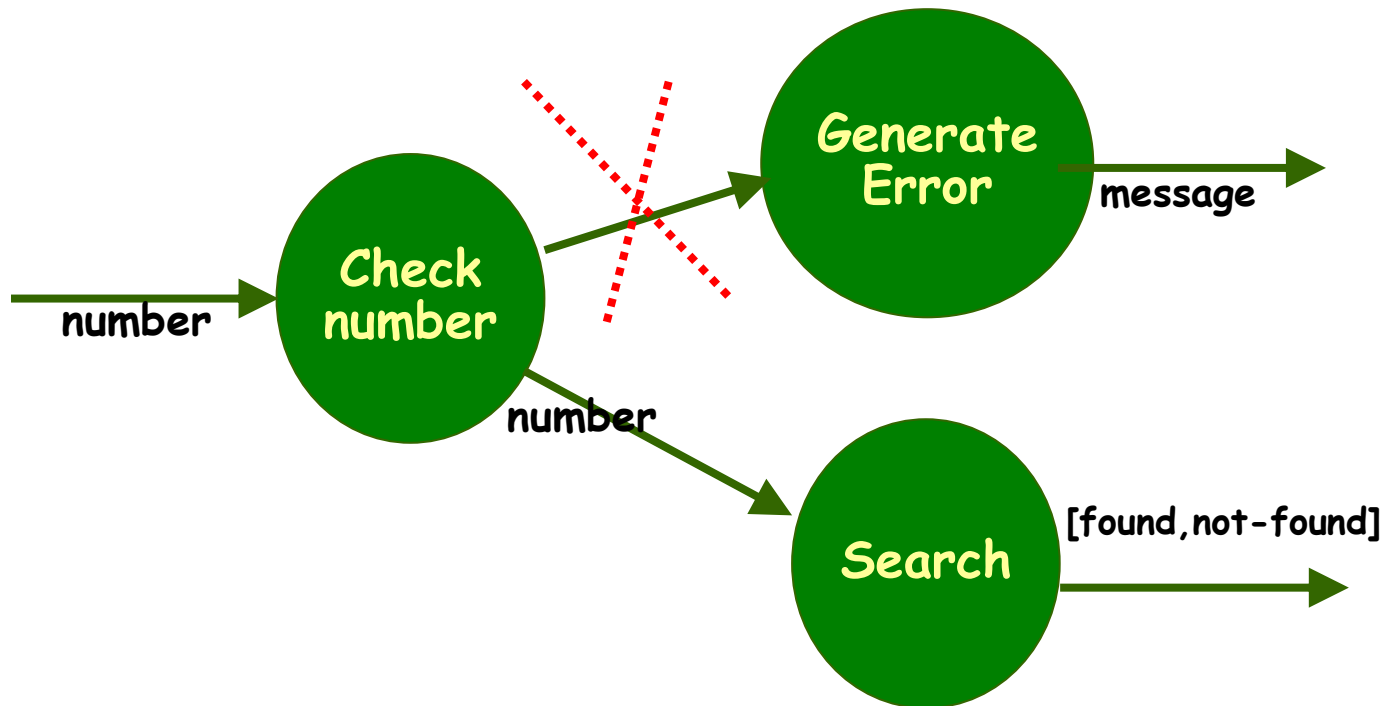 Generate
Error
message
Check
number
number
number
[found,not-found]
Search